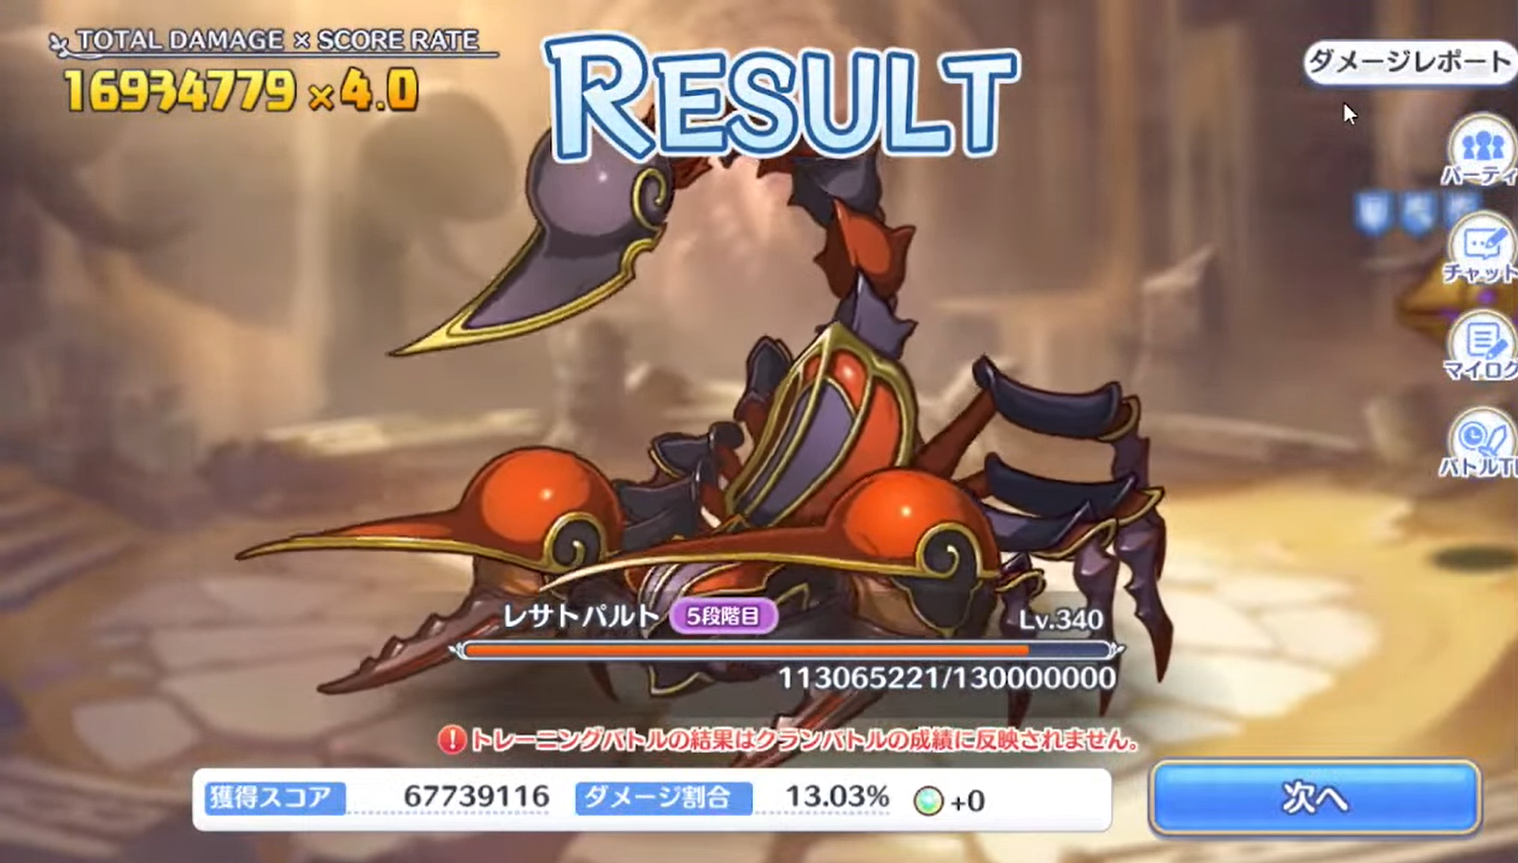 TOTAL DAMAGE × SCORE RATE
16934779 × 4.0
RESULT
ダメージレポート
パーティ
チャット
マイログ
バトルTL
レサトパルト 5段階目 Lv.340
113065221/130000000
トレーニングバトルの結果はクランバトルの成績に反映されません。
獲得スコア 67739116 ダメージ割合 13.03% +0
次へ